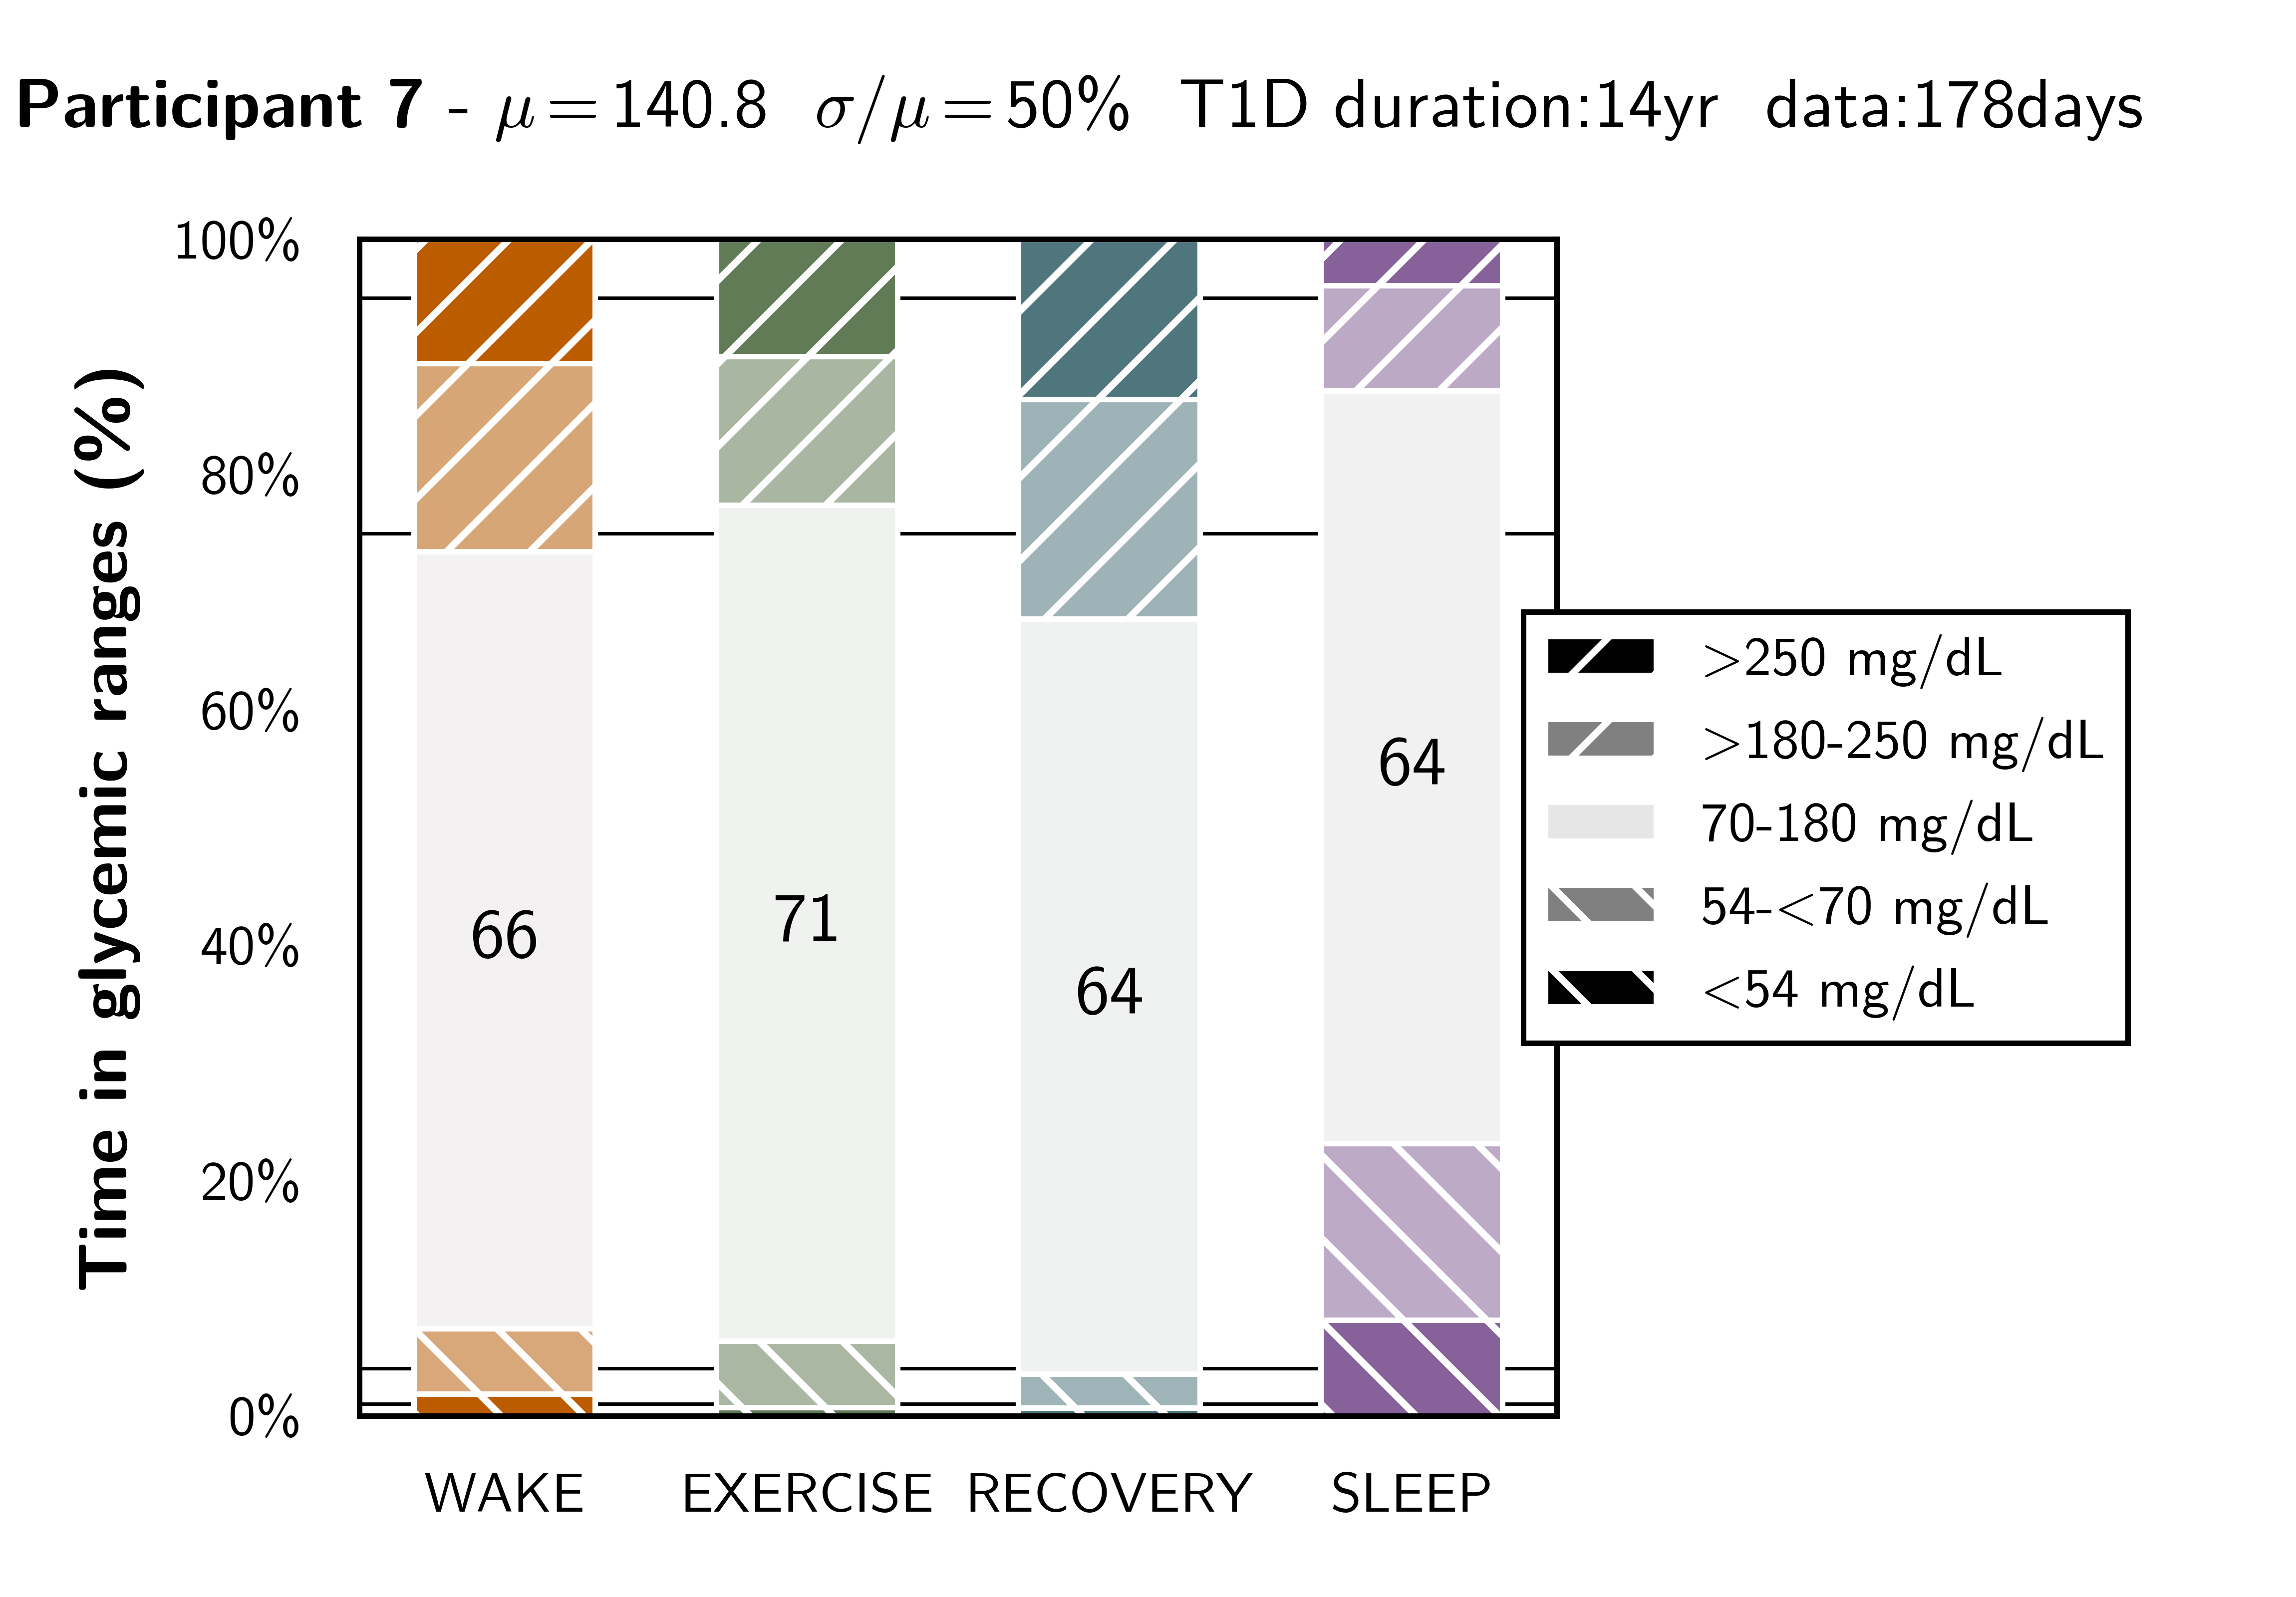 Participant 7 - μ = 140.8 σ/μ = 50% T1D duration:14yr data:178days
Time in glycemic ranges (%)
100%
80%
60%
40%
20%
0%
66
71
64
64
>250 mg/dL
>180-250 mg/dL
70-180 mg/dL
54-<70 mg/dL
<54 mg/dL
WAKE EXERCISE RECOVERY SLEEP